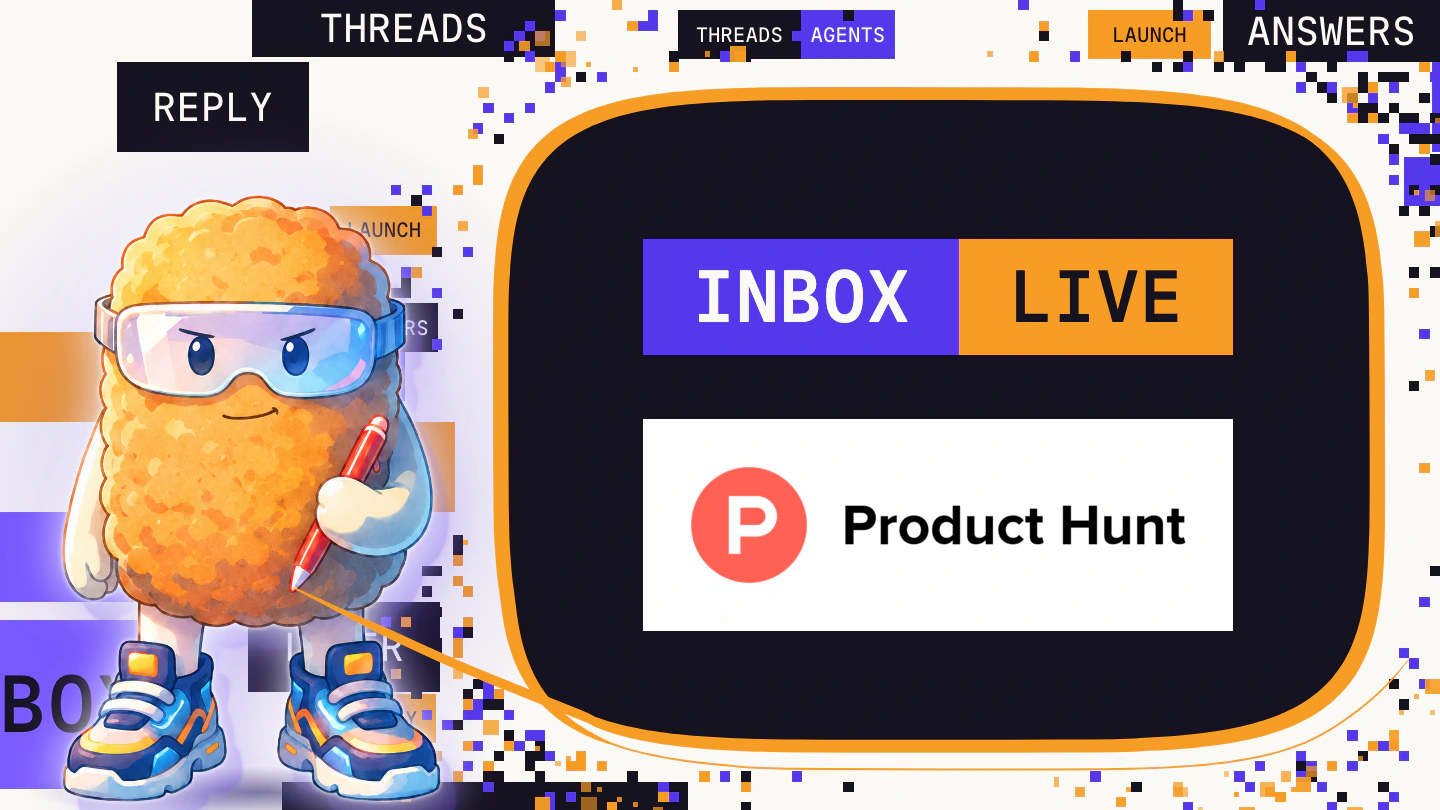 THREADS
THREADS AGENTS
LAUNCH
ANSWERS
REPLY
LAUNCH
INBOX LIVE
Product Hunt